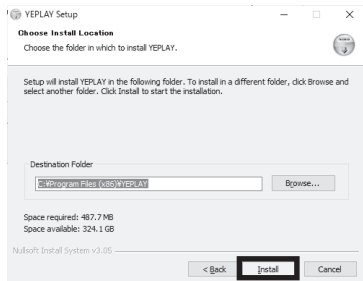 YEPLAY Setup
Choose Install Location
Choose the folder in which to install YEPLAY.
Setup will install YEPLAY in the following folder. To install in a different folder, click Browse and
select another folder. Click Install to start the installation.
Destination Folder
C:¥Program Files (x86)¥YEPLAY
Browse...
Space required: 487.7 MB
Space available: 324.1 GB
Nullsoft Install System v3.05
< Back Install Cancel